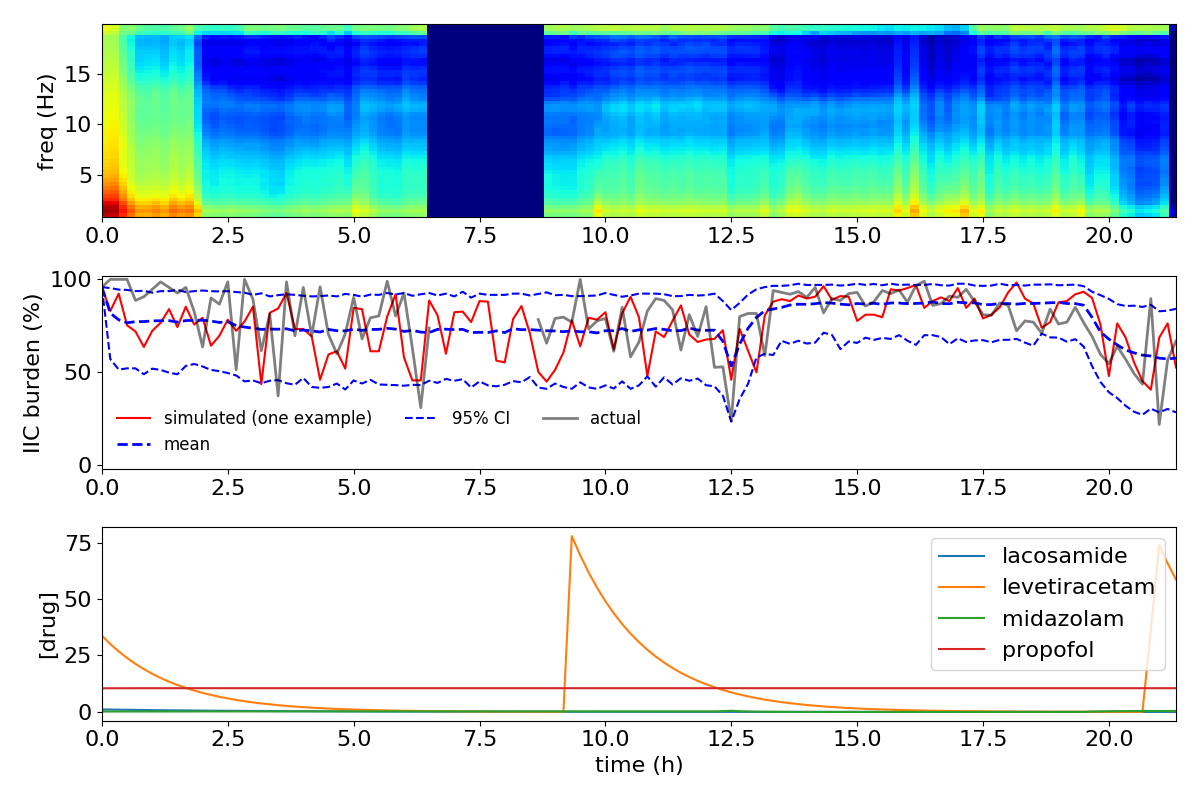 freq (Hz)
15
10
5
0.0 2.5 5.0 7.5 10.0 12.5 15.0 17.5 20.0
IIC burden (%)
100
50
0
simulated (one example) 95% CI actual
mean
0.0 2.5 5.0 7.5 10.0 12.5 15.0 17.5 20.0
[drug]
75
50
25
0
lacosamide
levetiracetam
midazolam
propofol
0.0 2.5 5.0 7.5 10.0 12.5 15.0 17.5 20.0
time (h)